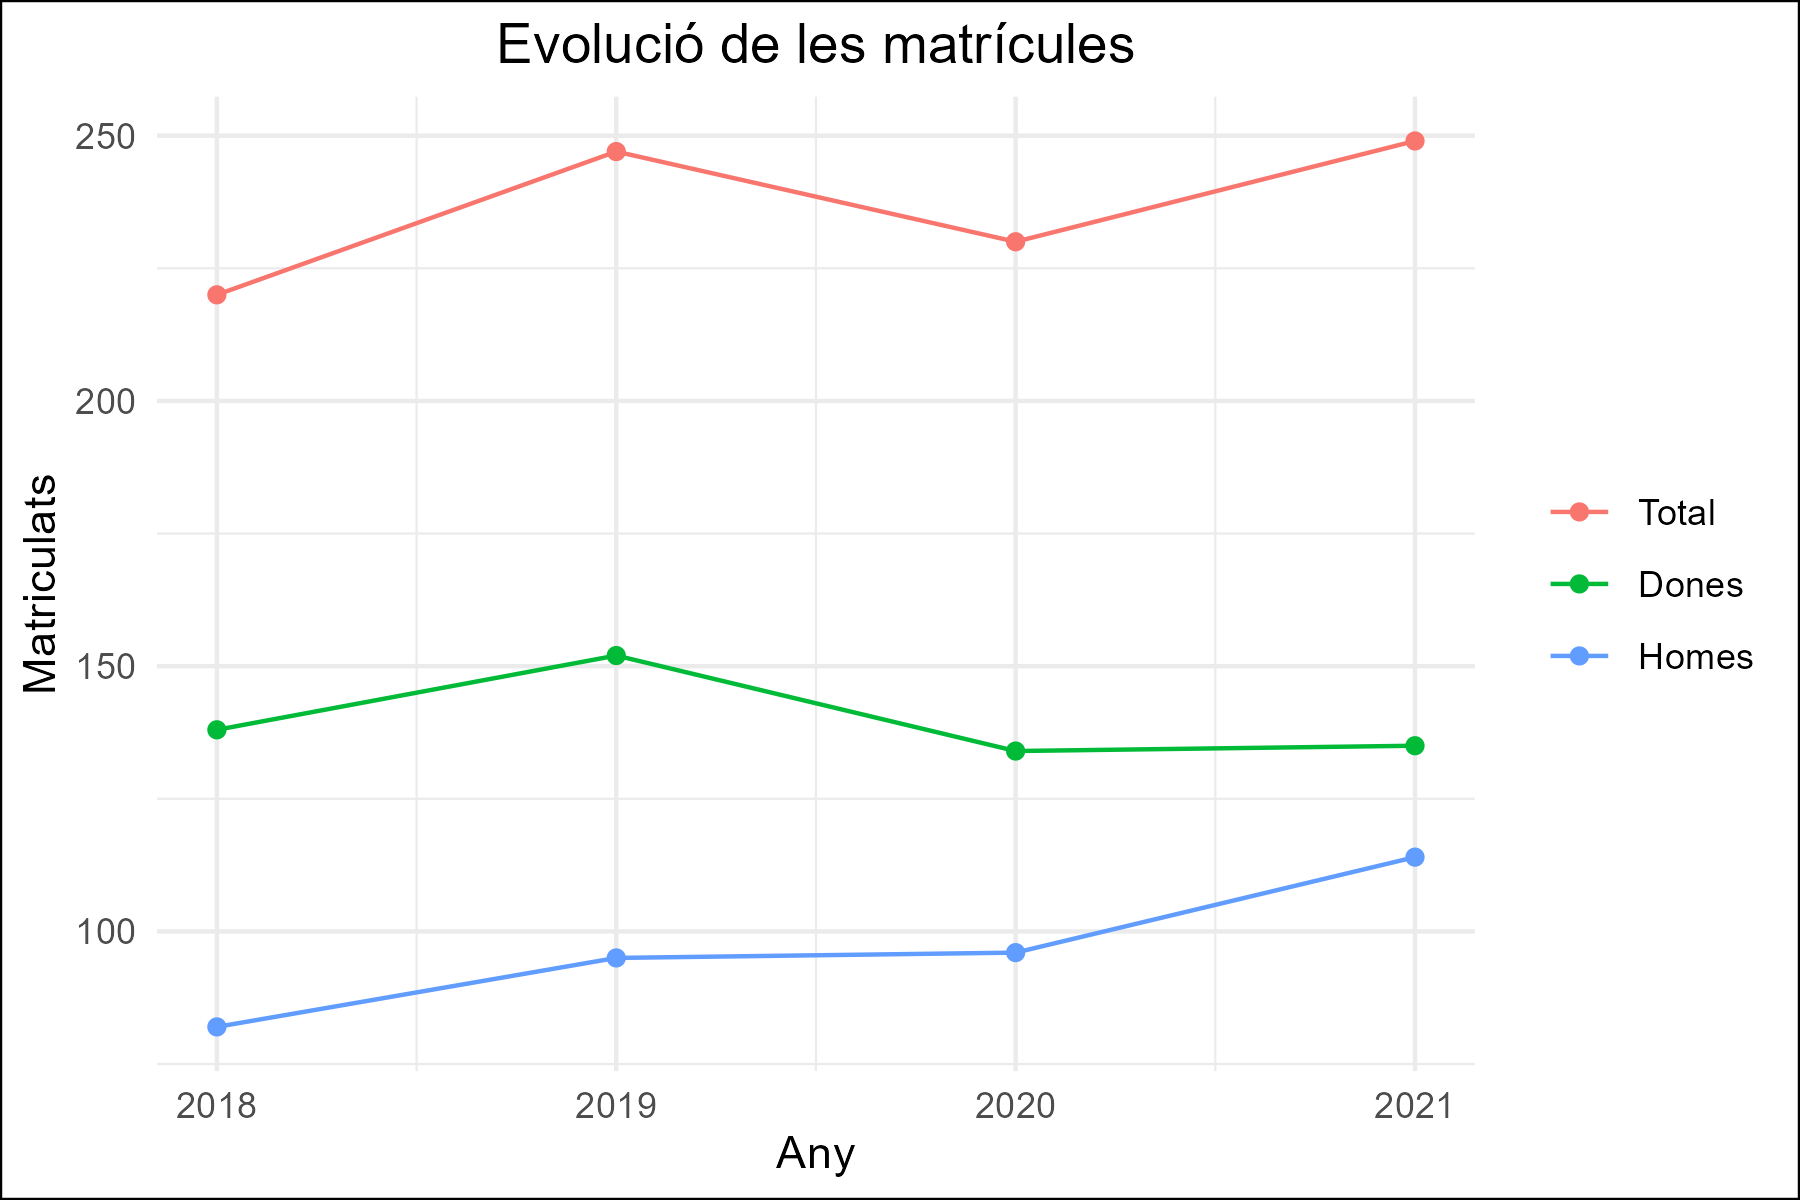 Evolució de les matrícules
250
200
150
100
Matriculats
2018 2019 2020 2021
Any
Total
Dones
Homes